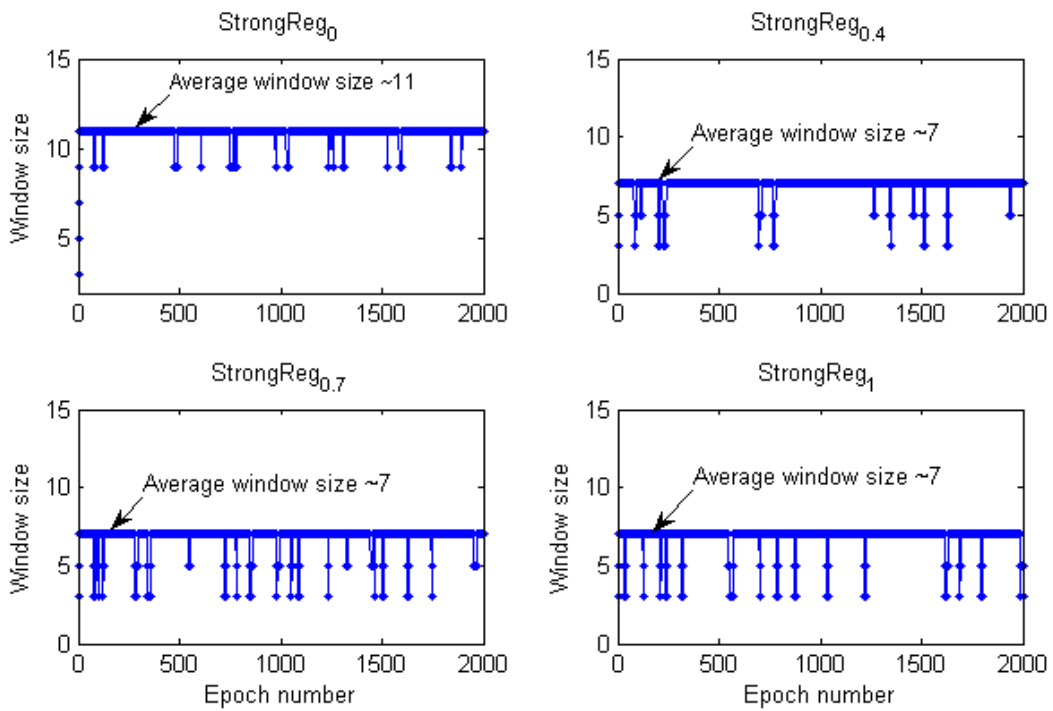 StrongReg0
15
Average window size ~11
10
5
Window size
0 500 1000 1500 2000
StrongReg0.4
15
10
Average window size ~7
5
0
0 500 1000 1500 2000
StrongReg0.7
15
10
Average window size ~7
5
0
Window size
0 500 1000 1500 2000
Epoch number
StrongReg1
15
10
Average window size ~7
5
0
Window size
0 500 1000 1500 2000
Epoch number